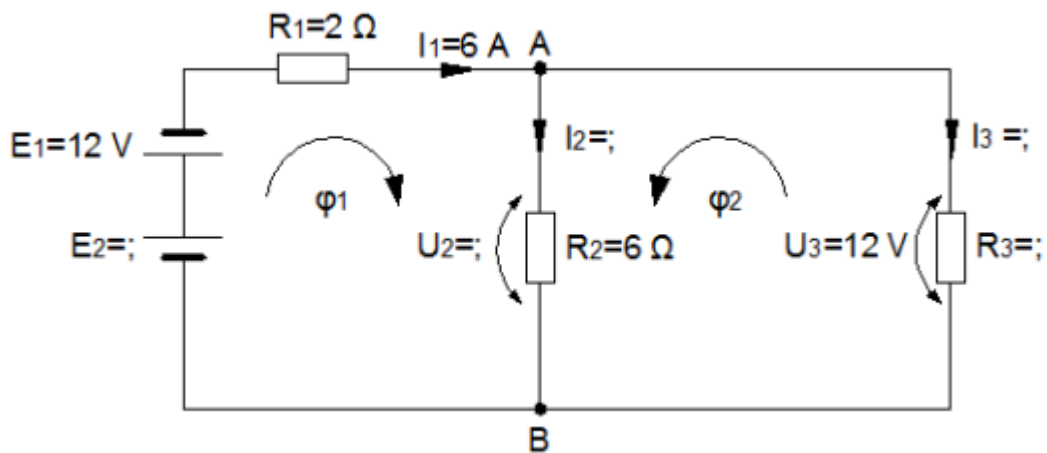 R1=2 Ω
I1=6 A
A
E1=12 V
I2=;
I3 =;
φ1
φ2
E2=;
U2=;
R2=6 Ω
U3=12 V
R3=;
B